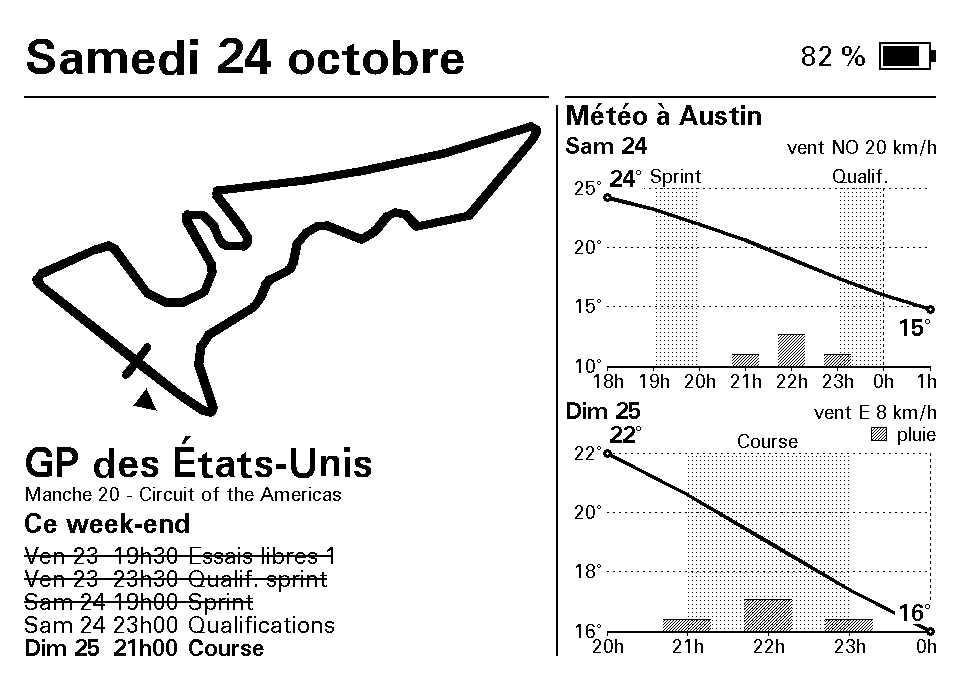 Samedi 24 octobre
82 %
GP des États-Unis
Manche 20 - Circuit of the Americas
Ce week-end
Ven 23 19h30 Essais libres 1
Ven 23 23h30 Qualif. sprint
Sam 24 19h00 Sprint
Sam 24 23h00 Qualifications
Dim 25 21h00 Course
Météo à Austin
Sam 24 vent NO 20 km/h
24° Sprint Qualif.
25°
20°
15°
15°
10°
18h 19h 20h 21h 22h 23h 0h 1h
Dim 25 vent E 8 km/h
22° pluie
Course
22°
20°
18°
16°
16°
20h 21h 22h 23h 0h